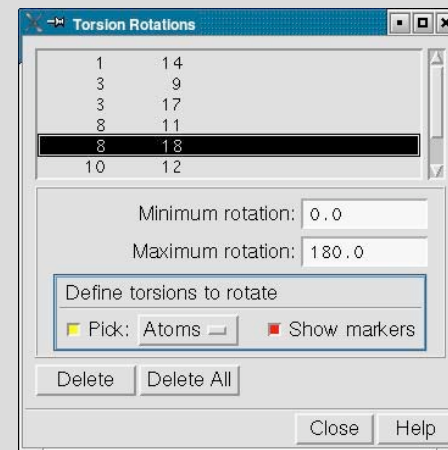 Torsion Rotations
1 14
3 9
3 17
8 11
8 18
10 12
Minimum rotation: 0.0
Maximum rotation: 180.0
Define torsions to rotate
Pick: Atoms Show markers
Delete Delete All
Close Help